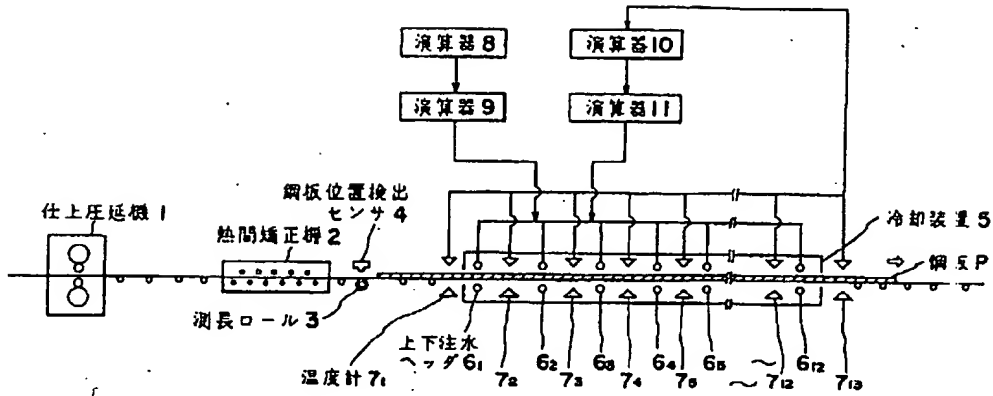 演算器8
演算器10
演算器9
演算器11
鋼板位置検出
センサ4
仕上圧延機1
熱間矯正機2
冷却装置5
鋼板P
測長ロール3
上下注水
ヘッダ6₁
温度計7₁
7₂
6₂
7₃
6₃
7₄
6₄
7₅
6₅
～
～
7₁₂
6₁₂
7₁₃